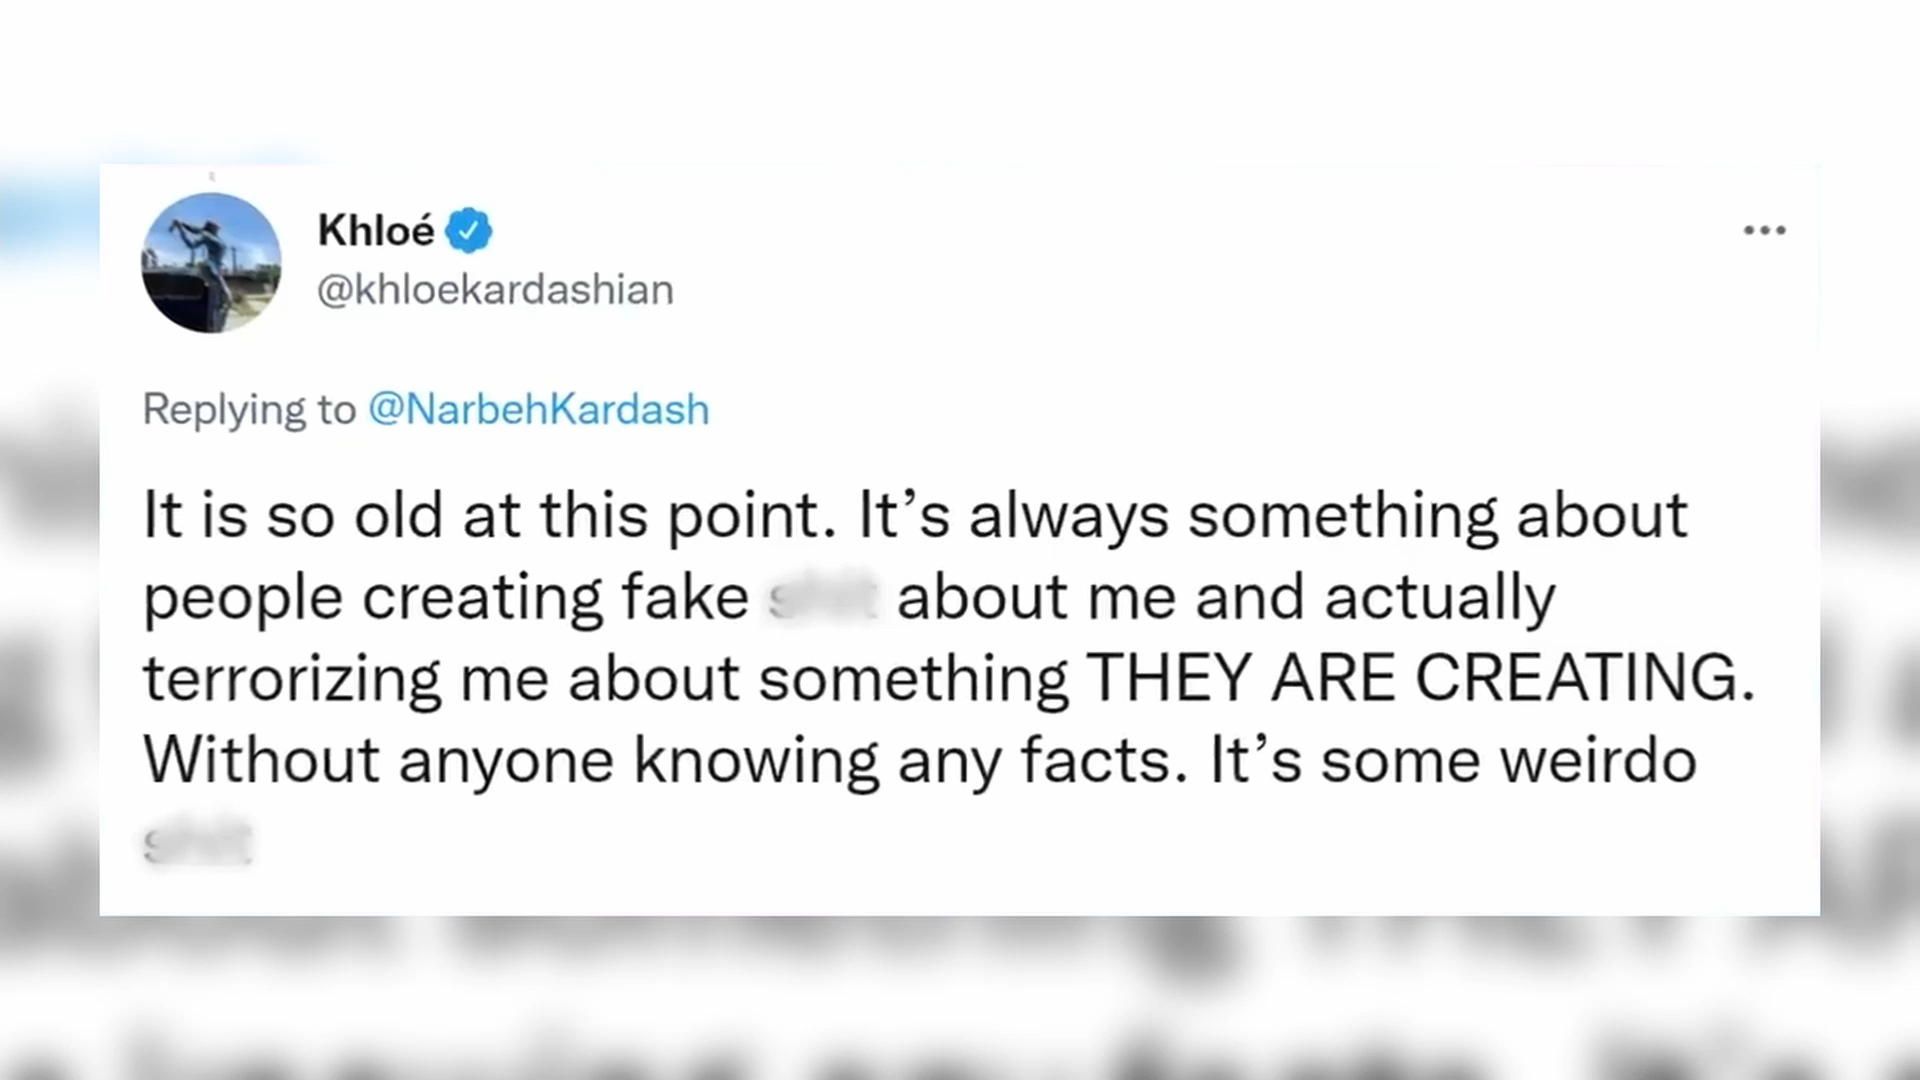 Khloé
@khloekardashian
Replying to @NarbehKardash
It is so old at this point. It’s always something about
people creating fake shit about me and actually
terrorizing me about something THEY ARE CREATING.
Without anyone knowing any facts. It’s some weirdo
shit